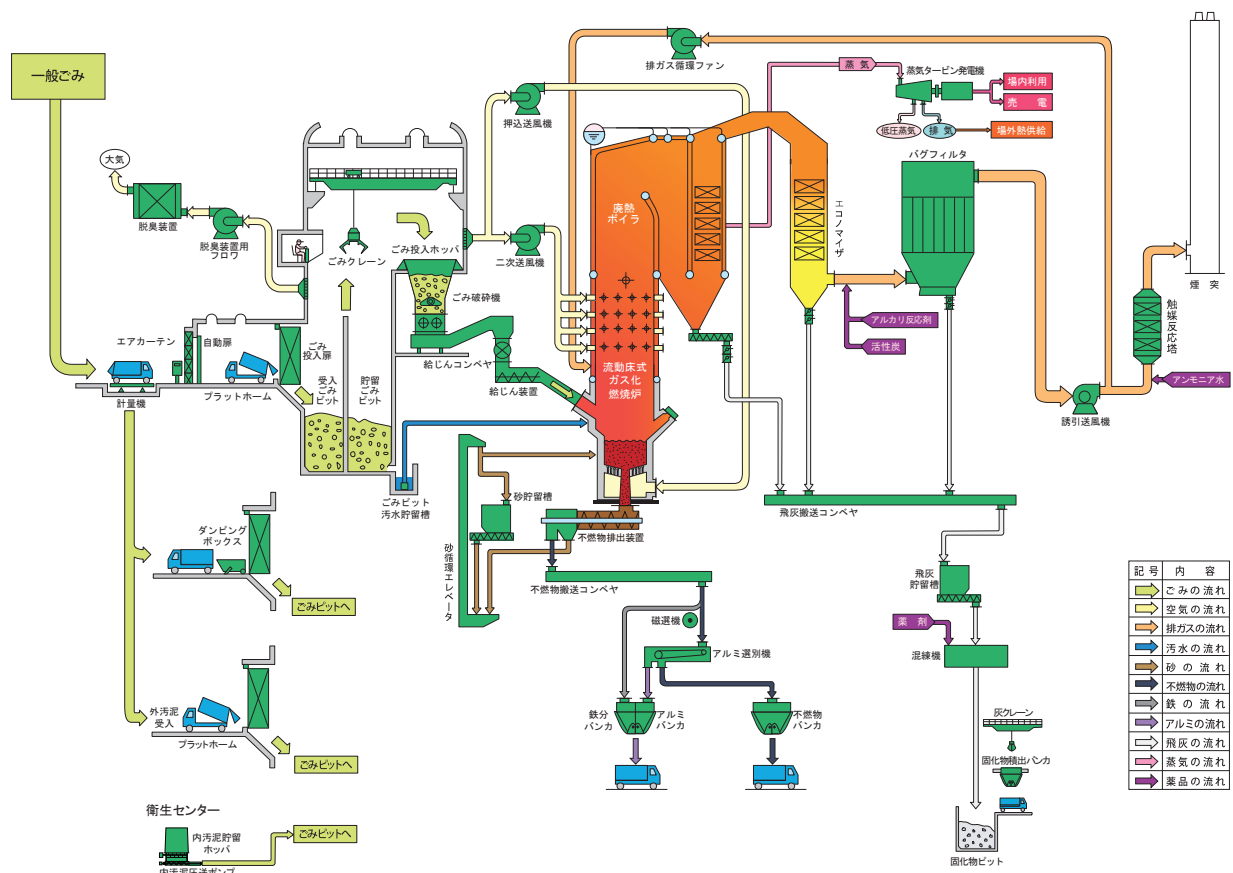 一般ごみ
大気
脱臭装置
脱臭装置用
ブロワ
ごみクレーン
ごみ投入ホッパ
ごみ破砕機
給じんコンベヤ
給じん装置
エアカーテン
自動扉
ごみ
投入扉
計量機
プラットホーム
受入
ごみ
ピット
貯留
ごみ
ピット
ごみピット
汚水貯留槽
押込送風機
二次送風機
排ガス循環ファン
廃熱
ボイラ
流動床式
ガス化
燃焼炉
蒸気
蒸気タービン発電機
場内利用
売電
低圧蒸気
排気
場外熱供給
エコノマイザ
バグフィルタ
アルカリ反応剤
活性炭
煙突
触媒反応塔
アンモニア水
誘引送風機
砂貯留槽
砂循環エレベータ
不燃物排出装置
不燃物搬送コンベヤ
磁選機
アルミ選別機
鉄分
バンカ
アルミ
バンカ
不燃物
バンカ
飛灰搬送コンベヤ
飛灰
貯留槽
薬剤
混練機
灰クレーン
固化物積出バンカ
固化物ピット
ダンピング
ボックス
ごみピットへ
外汚泥
受入
プラットホーム
ごみピットへ
衛生センター
内汚泥貯留
ホッパ
内汚泥圧送ポンプ
ごみピットへ
記号 内容
ごみの流れ
空気の流れ
排ガスの流れ
汚水の流れ
砂の流れ
不燃物の流れ
鉄の流れ
アルミの流れ
飛灰の流れ
蒸気の流れ
薬品の流れ